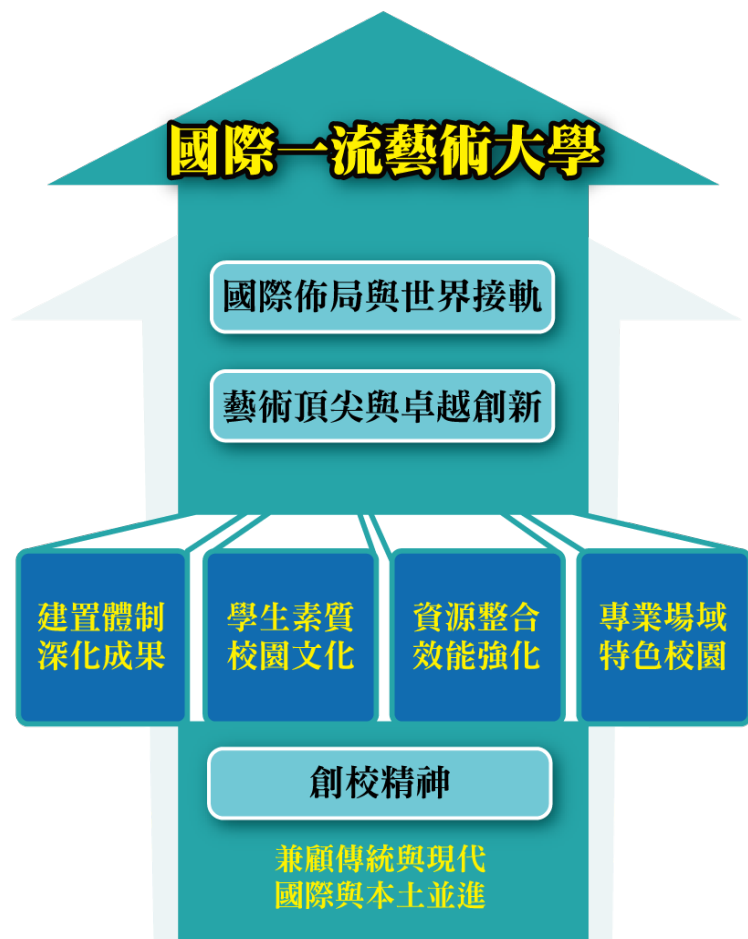 國際一流藝術大學
國際佈局與世界接軌
藝術頂尖與卓越創新
建置體制
深化成果
學生素質
校園文化
資源整合
效能強化
專業場域
特色校園
創校精神
兼顧傳統與現代
國際與本土並進